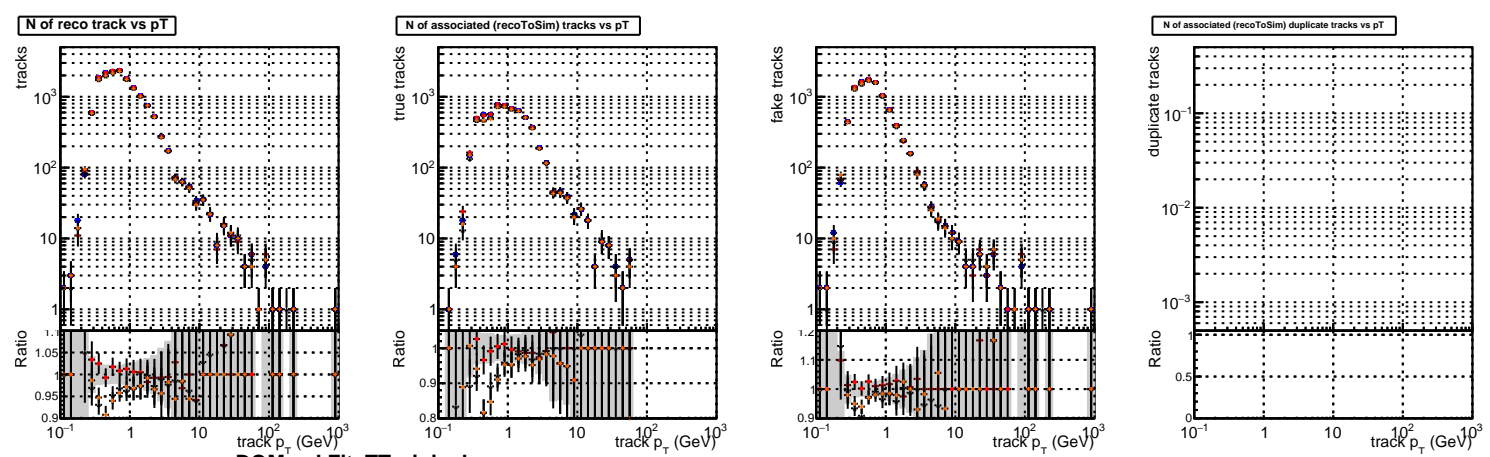 N of reco track vs pT
tracks
10³
10²
10
1
Ratio
1.1
1.05
1
0.95
0.9
10⁻¹ 1 10 10² 10³
track p_T (GeV)
N of associated (recoToSim) tracks vs pT
true tracks
10³
10²
10
1
Ratio
1
0.9
0.8
10⁻¹ 1 10 10² 10³
track p_T (GeV)
fake tracks
10³
10²
10
1
Ratio
1.2
1.1
1
0.9
10⁻¹ 1 10 10² 10³
track p_T (GeV)
N of associated (recoToSim) duplicate tracks vs pT
duplicate tracks
10⁻¹
10⁻²
10⁻³
Ratio
1
0.5
0
10⁻¹ 1 10 10² 10³
track p_T (GeV)